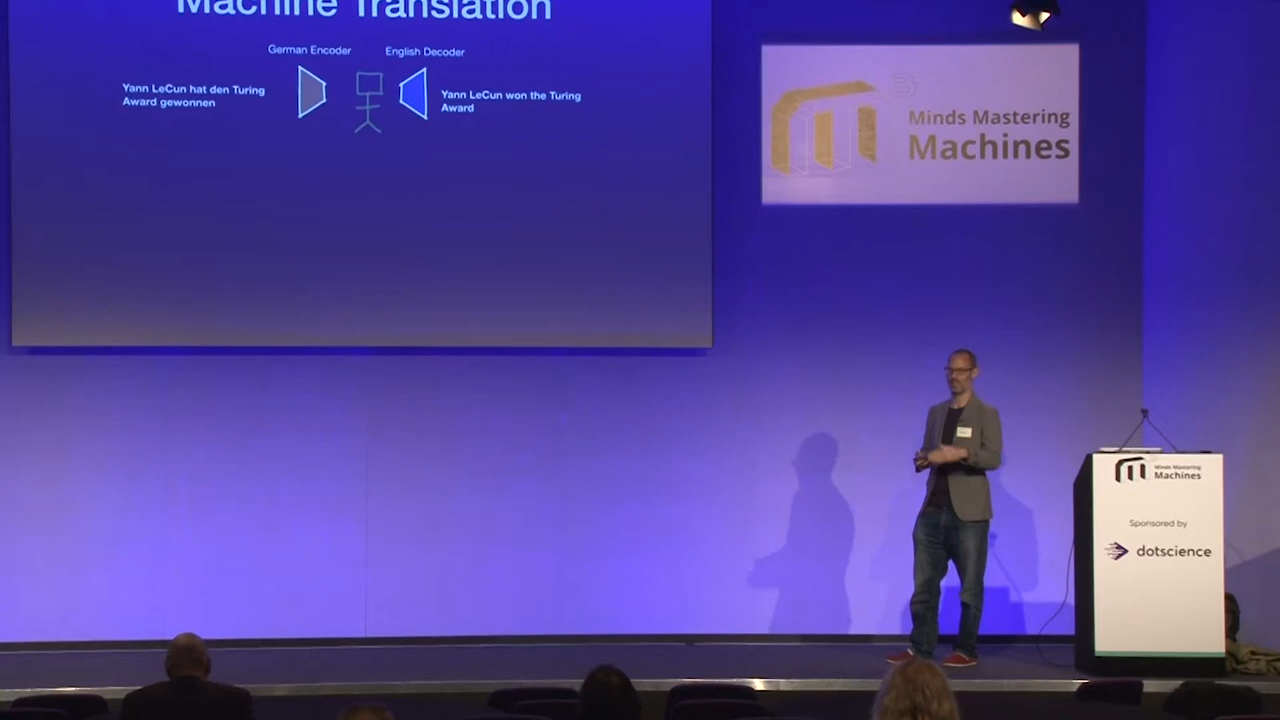 Machine Translation
German Encoder
English Decoder
Yann LeCun hat den Turing
Award gewonnen
Yann LeCun won the Turing
Award
Minds Mastering
Machines
Minds Mastering
Machines
Sponsored by
dotscience